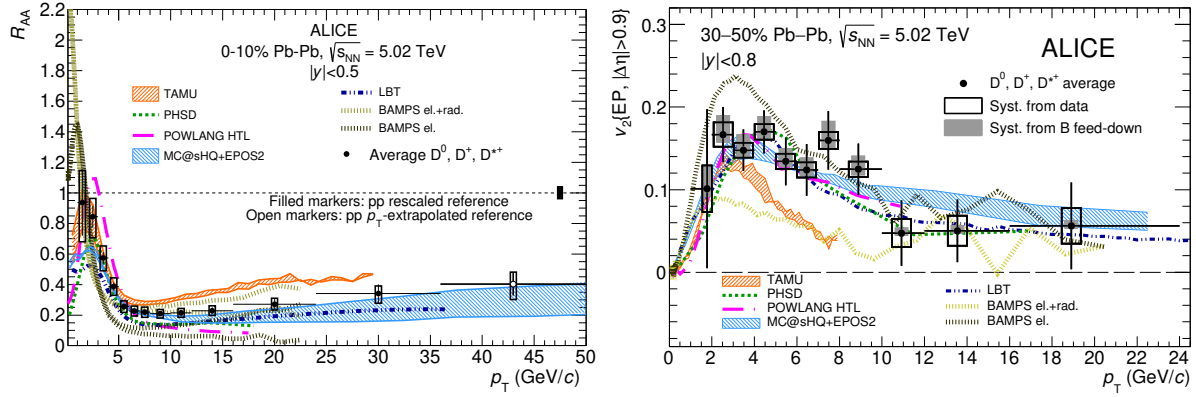 R_AA
2.2
2
1.8
1.6
1.4
1.2
1
0.8
0.6
0.4
0.2
0
ALICE
0-10% Pb-Pb, √s_NN = 5.02 TeV
|y|<0.5
TAMU
PHSD
POWLANG HTL
MC@sHQ+EPOS2
LBT
BAMPS el.+rad.
BAMPS el.
Average D⁰, D⁺, D*⁺
Filled markers: pp rescaled reference
Open markers: pp p_T-extrapolated reference
5 10 15 20 25 30 35 40 45 50
p_T (GeV/c)
v₂{EP, |Δη|>0.9}
0.3
0.2
0.1
0
30–50% Pb–Pb, √s_NN = 5.02 TeV
|y|<0.8
ALICE
D⁰, D⁺, D*⁺ average
Syst. from data
Syst. from B feed-down
TAMU
PHSD
POWLANG HTL
MC@sHQ+EPOS2
LBT
BAMPS el.+rad.
BAMPS el.
0 2 4 6 8 10 12 14 16 18 20 22 24
p_T (GeV/c)